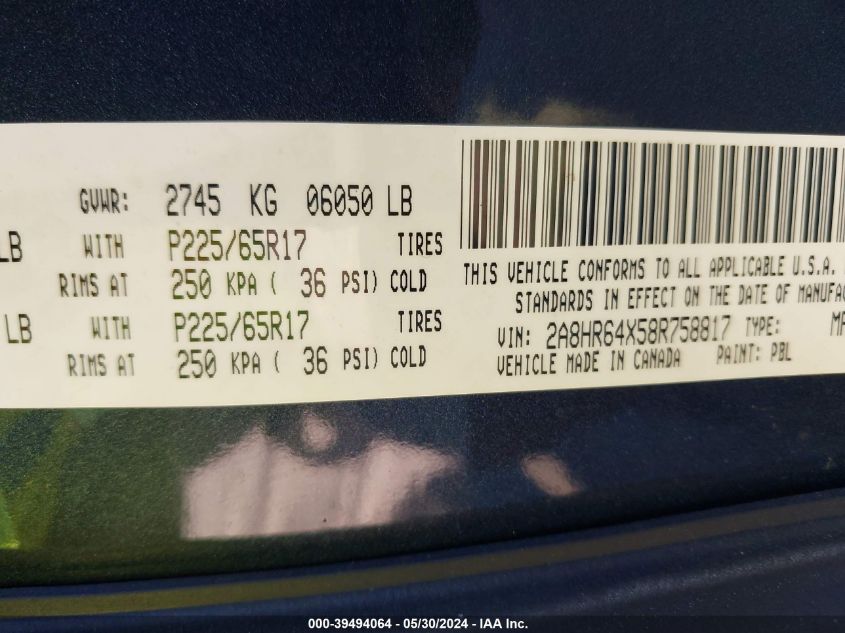 GVWR: 2745 KG 06050 LB
LB WITH P225/65R17 TIRES
RIMS AT 250 KPA ( 36 PSI) COLD
LB WITH P225/65R17 TIRES
RIMS AT 250 KPA ( 36 PSI) COLD
THIS VEHICLE CONFORMS TO ALL APPLICABLE U.S.A.
STANDARDS IN EFFECT ON THE DATE OF MANUFAC
VIN: 2A8HR64X58R758817 TYPE: MP
VEHICLE MADE IN CANADA PAINT: PBL
000-39494064 / 05/30/2024 - IAA Inc.